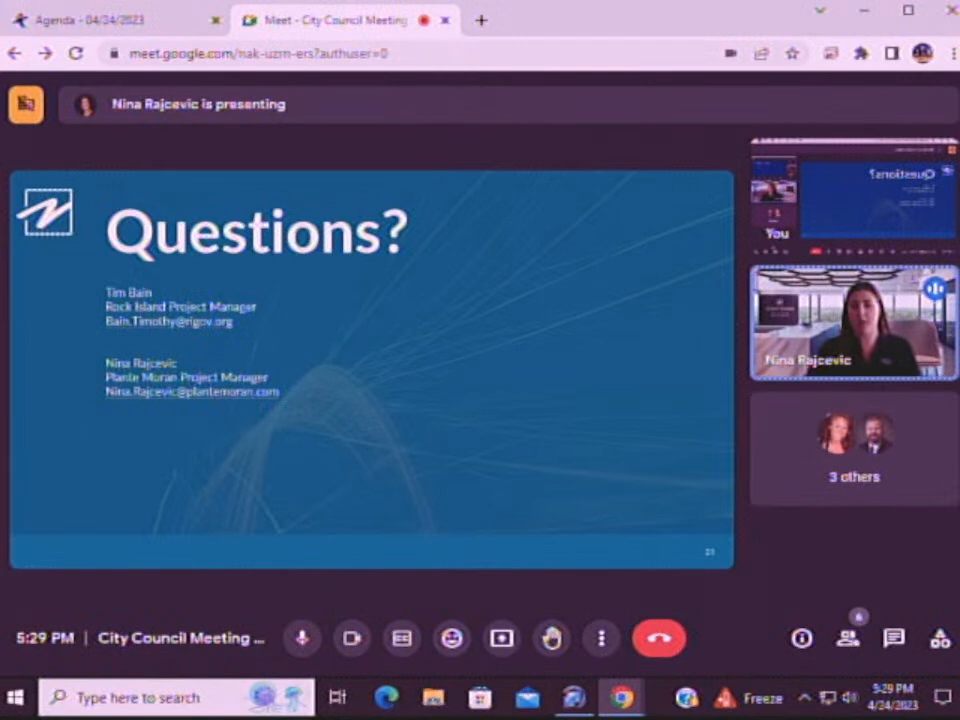 Agenda - 04/24/2023
Meet - City Council Meeting
meet.google.com/nak-uzm-ers?authuser=0
Nina Rajcevic is presenting
Questions?
Tim Bain
Rock Island Project Manager
Bain.Timothy@rigov.org
Nina Rajcevic
Plante Moran Project Manager
Nina.Rajcevic@plantemoran.com
23
Questions?
You
Nina Rajcevic
3 others
5:29 PM | City Council Meeting ...
6
Type here to search
Freeze
5:29 PM
4/24/2023